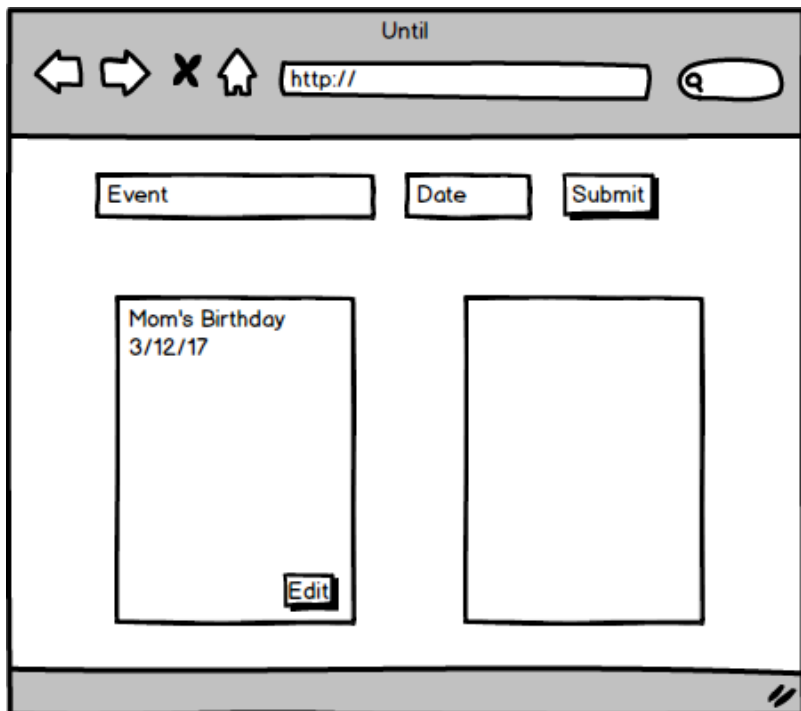 Until
http://
Event Date Submit
Mom's Birthday
3/12/17
Edit